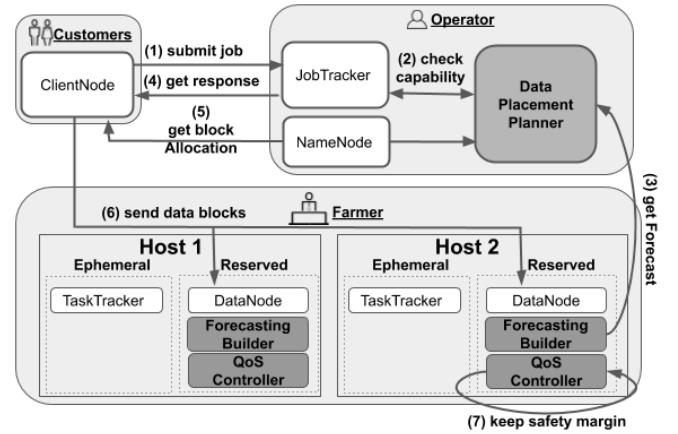 Customers
Operator
(1) submit job
ClientNode
(4) get response
JobTracker
(2) check
capability
Data
Placement
Planner
(5)
get block
Allocation
NameNode
(3) get Forecast
(6) send data blocks
Farmer
Host 1
Host 2
Ephemeral
Reserved
Ephemeral
Reserved
TaskTracker
DataNode
TaskTracker
DataNode
Forecasting
Builder
Forecasting
Builder
QoS
Controller
QoS
Controller
(7) keep safety margin